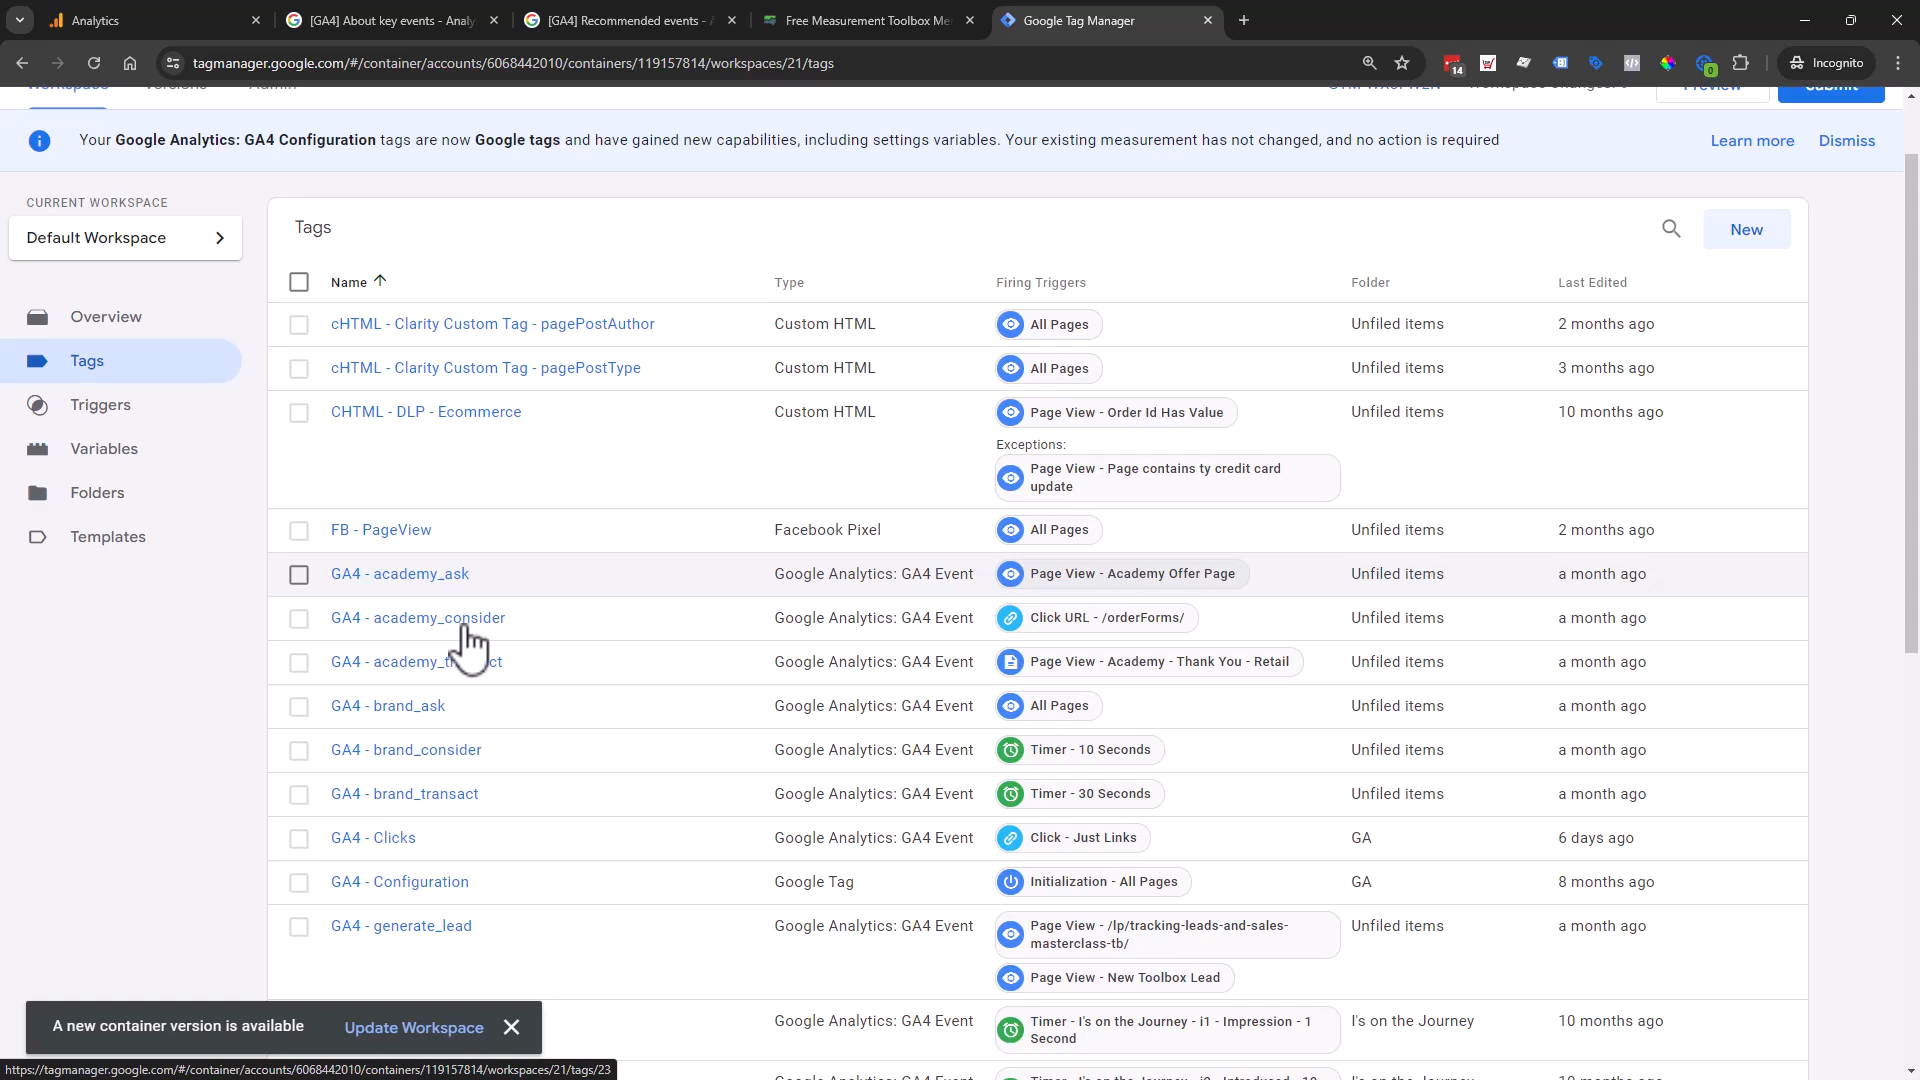 Analytics
[GA4] About key events - Analy
[GA4] Recommended events - A
Free Measurement Toolbox Me
Google Tag Manager
tagmanager.google.com/#/container/accounts/6068442010/containers/119157814/workspaces/21/tags
14
0
Incognito
Workspace Versions Admin
Preview
Submit
Your Google Analytics: GA4 Configuration tags are now Google tags and have gained new capabilities, including settings variables. Your existing measurement has not changed, and no action is required
Learn more
Dismiss
CURRENT WORKSPACE
Default Workspace
Overview
Tags
Triggers
Variables
Folders
Templates
Tags
New
Name Type Firing Triggers Folder Last Edited
cHTML - Clarity Custom Tag - pagePostAuthor Custom HTML All Pages Unfiled items 2 months ago
cHTML - Clarity Custom Tag - pagePostType Custom HTML All Pages Unfiled items 3 months ago
CHTML - DLP - Ecommerce Custom HTML Page View - Order Id Has Value Unfiled items 10 months ago
Exceptions:
Page View - Page contains ty credit card
update
FB - PageView Facebook Pixel All Pages Unfiled items 2 months ago
GA4 - academy_ask Google Analytics: GA4 Event Page View - Academy Offer Page Unfiled items a month ago
GA4 - academy_consider Google Analytics: GA4 Event Click URL - /orderForms/ Unfiled items a month ago
GA4 - Google Analytics: GA4 Event Page View - Academy - Thank You - Retail Unfiled items a month ago
GA4 - brand_ask Google Analytics: GA4 Event All Pages Unfiled items a month ago
GA4 - brand_consider Google Analytics: GA4 Event Timer - 10 Seconds Unfiled items a month ago
GA4 - brand_transact Google Analytics: GA4 Event Timer - 30 Seconds Unfiled items a month ago
GA4 - Clicks Google Analytics: GA4 Event Click - Just Links GA 6 days ago
GA4 - Configuration Google Tag Initialization - All Pages GA 8 months ago
GA4 - generate_lead Google Analytics: GA4 Event Page View - /lp/tracking-leads-and-sales- Unfiled items a month ago
masterclass-tb/
Page View - New Toolbox Lead
Google Analytics: GA4 Event Timer - I's on the Journey - i1 - Impression - 1 I's on the Journey 10 months ago
Second
A new container version is available Update Workspace
https://tagmanager.google.com/#/container/accounts/6068442010/containers/119157814/workspaces/21/tags/23